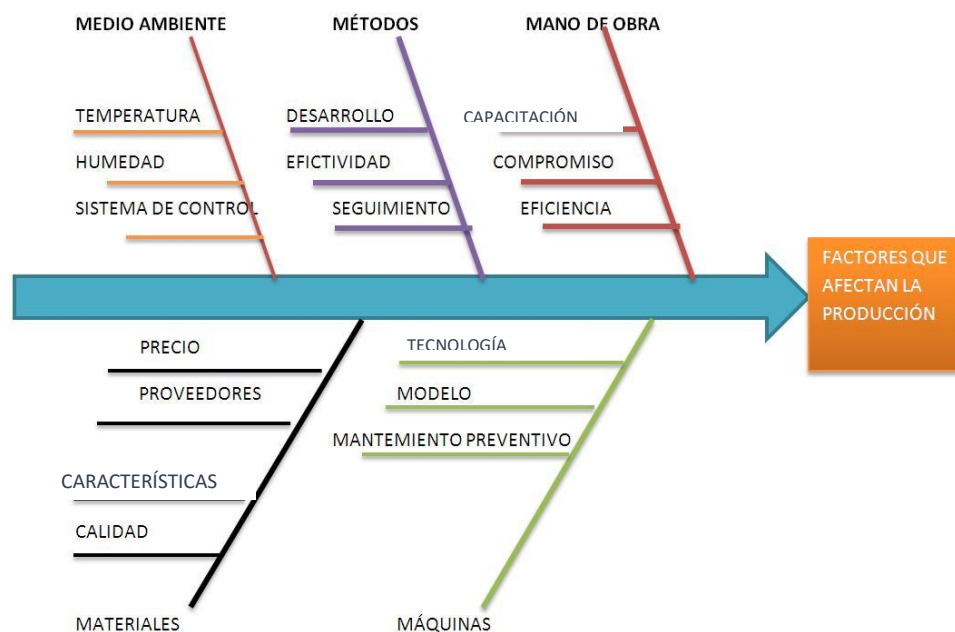 MEDIO AMBIENTE
MÉTODOS
MANO DE OBRA
TEMPERATURA
DESARROLLO
CAPACITACIÓN
HUMEDAD
EFICTIVIDAD
COMPROMISO
SISTEMA DE CONTROL
SEGUIMIENTO
EFICIENCIA
FACTORES QUE
AFECTAN LA
PRODUCCIÓN
PRECIO
TECNOLOGÍA
PROVEEDORES
MODELO
MANTEMIENTO PREVENTIVO
CARACTERÍSTICAS
CALIDAD
MATERIALES
MÁQUINAS